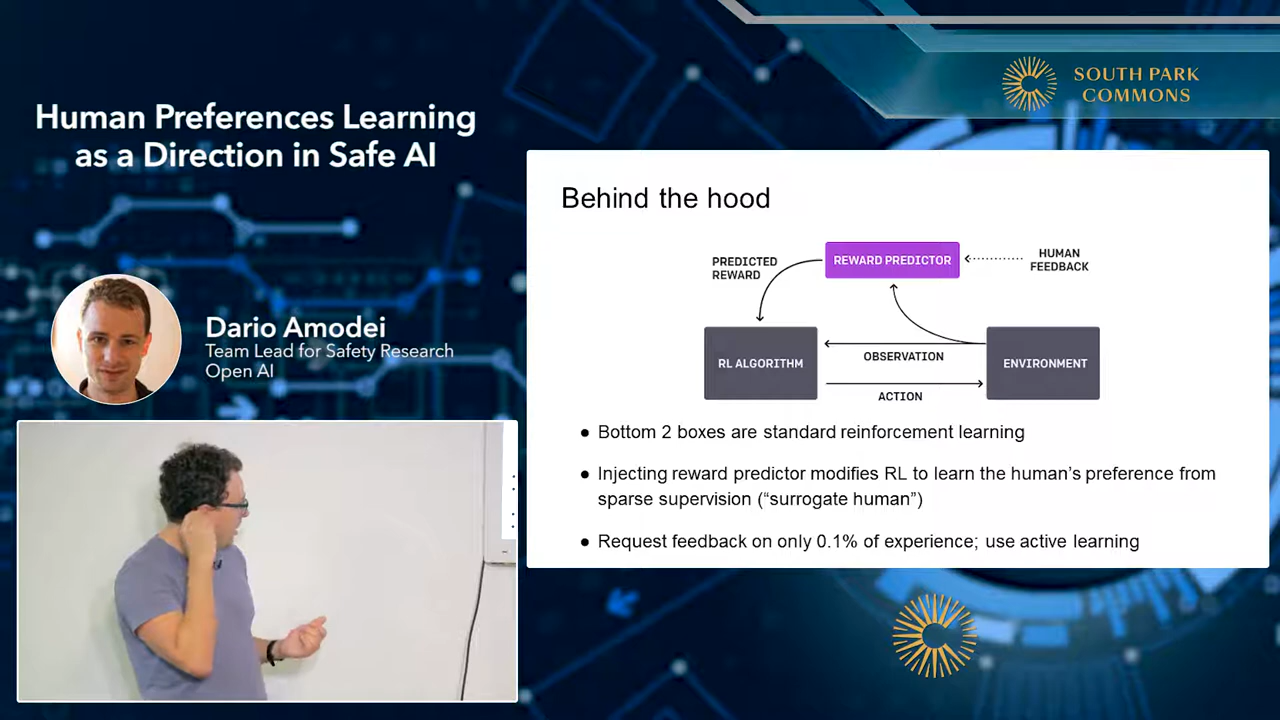 Human Preferences Learning
as a Direction in Safe AI
SOUTH PARK
COMMONS
Dario Amodei
Team Lead for Safety Research
Open AI
Behind the hood
PREDICTED
REWARD
REWARD PREDICTOR
HUMAN
FEEDBACK
RL ALGORITHM
OBSERVATION
ACTION
ENVIRONMENT
● Bottom 2 boxes are standard reinforcement learning
● Injecting reward predictor modifies RL to learn the human’s preference from
sparse supervision (“surrogate human”)
● Request feedback on only 0.1% of experience; use active learning